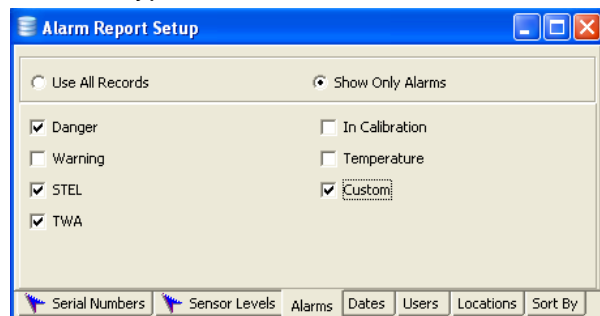 Alarm Report Setup
Use All Records
Show Only Alarms
Danger
In Calibration
Warning
Temperature
STEL
Custom
TWA
Serial Numbers
Sensor Levels
Alarms
Dates
Users
Locations
Sort By